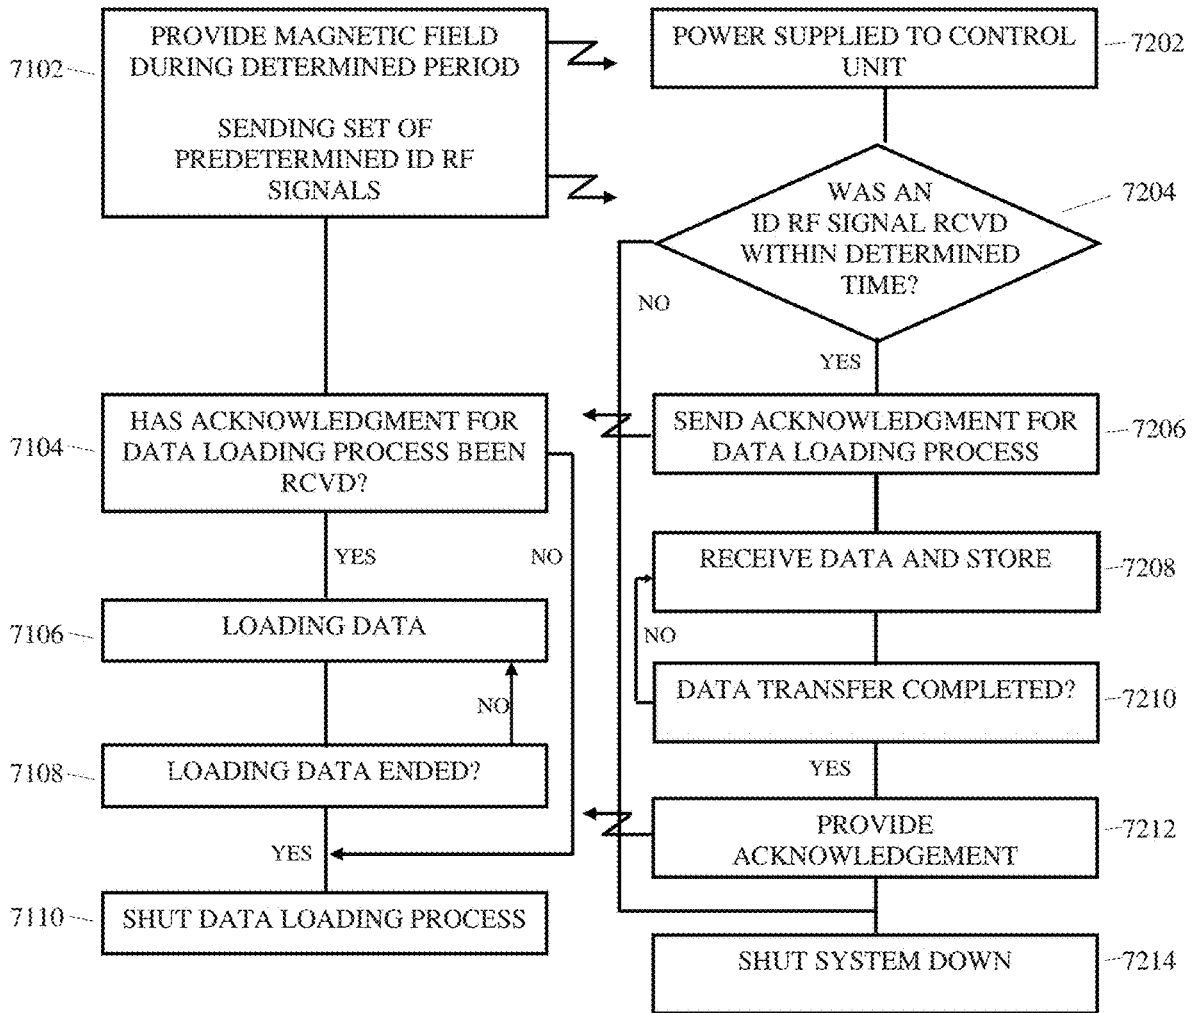 7102
PROVIDE MAGNETIC FIELD
DURING DETERMINED PERIOD
SENDING SET OF
PREDETERMINED ID RF
SIGNALS
7104
HAS ACKNOWLEDGMENT FOR
DATA LOADING PROCESS BEEN
RCVD?
YES
NO
7106
LOADING DATA
NO
7108
LOADING DATA ENDED?
YES
7110
SHUT DATA LOADING PROCESS
POWER SUPPLIED TO CONTROL
UNIT
7202
WAS AN
ID RF SIGNAL RCVD
WITHIN DETERMINED
TIME?
7204
NO
YES
SEND ACKNOWLEDGMENT FOR
DATA LOADING PROCESS
7206
RECEIVE DATA AND STORE
7208
NO
DATA TRANSFER COMPLETED?
7210
YES
PROVIDE
ACKNOWLEDGEMENT
7212
SHUT SYSTEM DOWN
7214